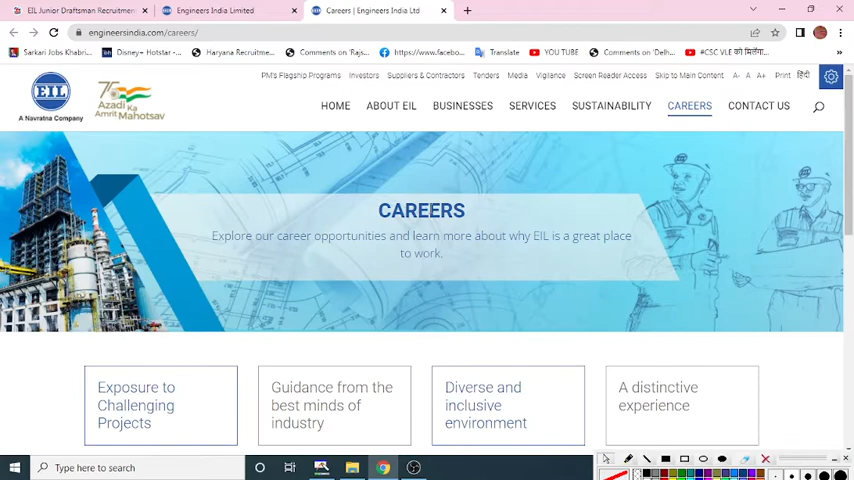 EIL Junior Draftsman Recruitmen
Engineers India Limited
Careers | Engineers India Ltd
engineersindia.com/careers/
Sarkari Jobs Khabri...
Disney+ Hotstar -...
Haryana Recruitme...
Comments on 'Rajs...
https://www.facebo...
Translate
YOU TUBE
Comments on 'Delh...
#CSC VLE को मिलेगी...
PM's Flagship Programs
Investors
Suppliers & Contractors
Tenders
Media
Vigilance
Screen Reader Access
Skip to Main Content
A-
A
A+
Print
हिंदी
EIL
A Navratna Company
75
Azadi Ka
Amrit Mahotsav
HOME
ABOUT EIL
BUSINESSES
SERVICES
SUSTAINABILITY
CAREERS
CONTACT US
CAREERS
Explore our career opportunities and learn more about why EIL is a great place
to work.
Exposure to
Challenging
Projects
Guidance from the
best minds of
industry
Diverse and
inclusive
environment
A distinctive
experience
Type here to search